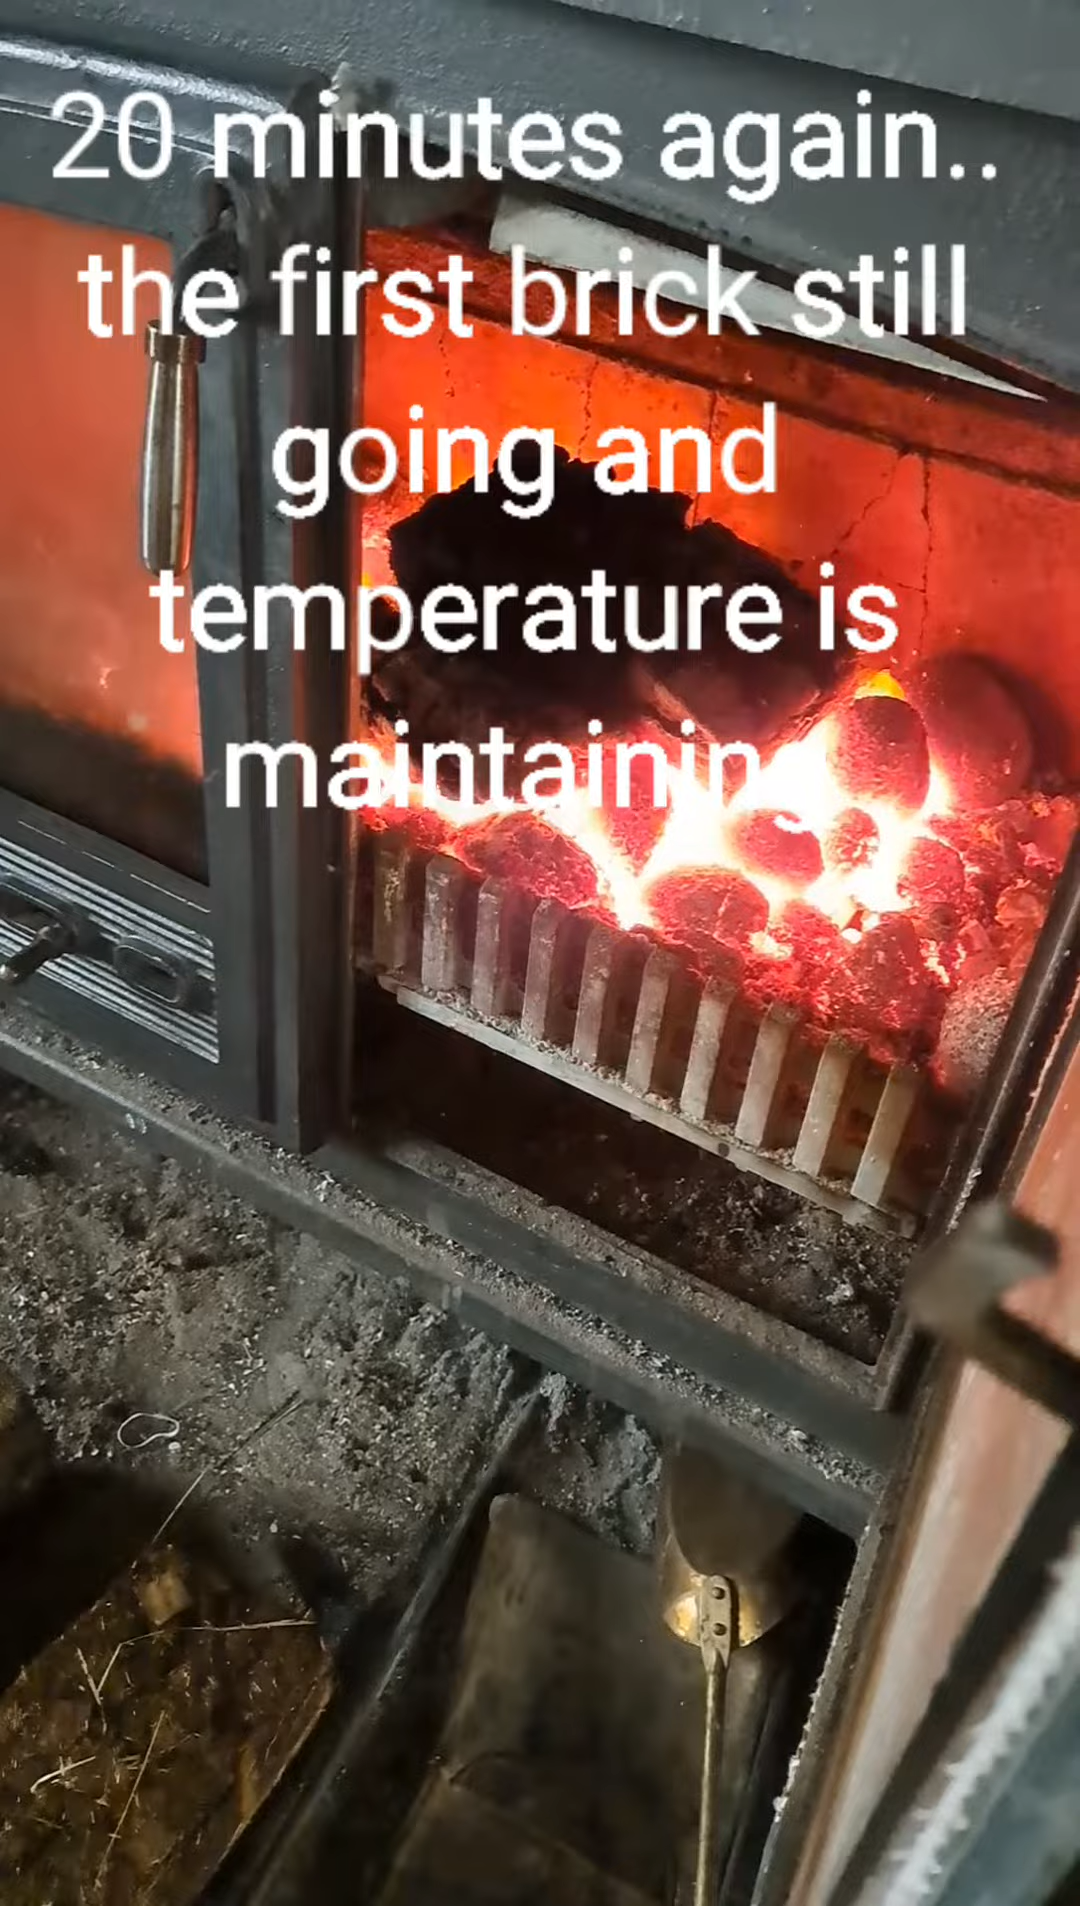 20 minutes again..
the first brick still
going and
temperature is
maintaining